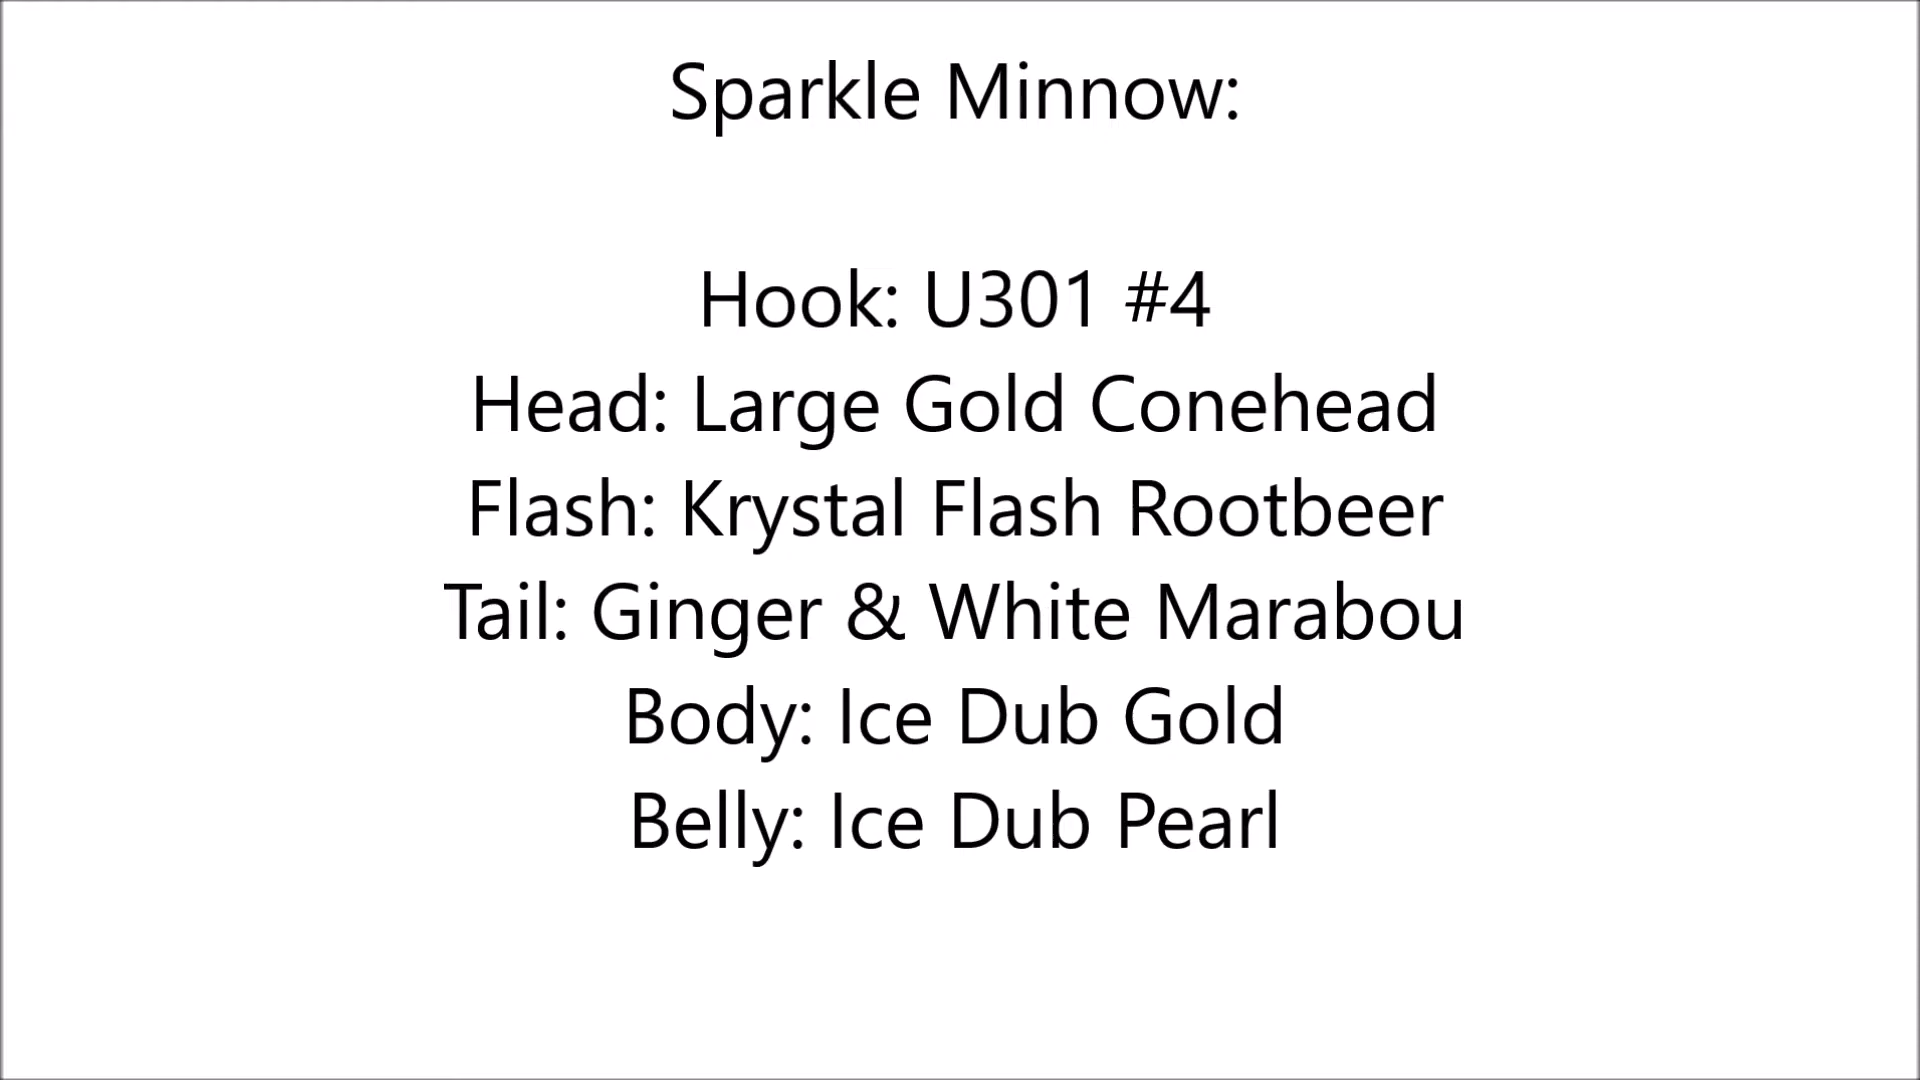 Sparkle Minnow:
Hook: U301 #4
Head: Large Gold Conehead
Flash: Krystal Flash Rootbeer
Tail: Ginger & White Marabou
Body: Ice Dub Gold
Belly: Ice Dub Pearl